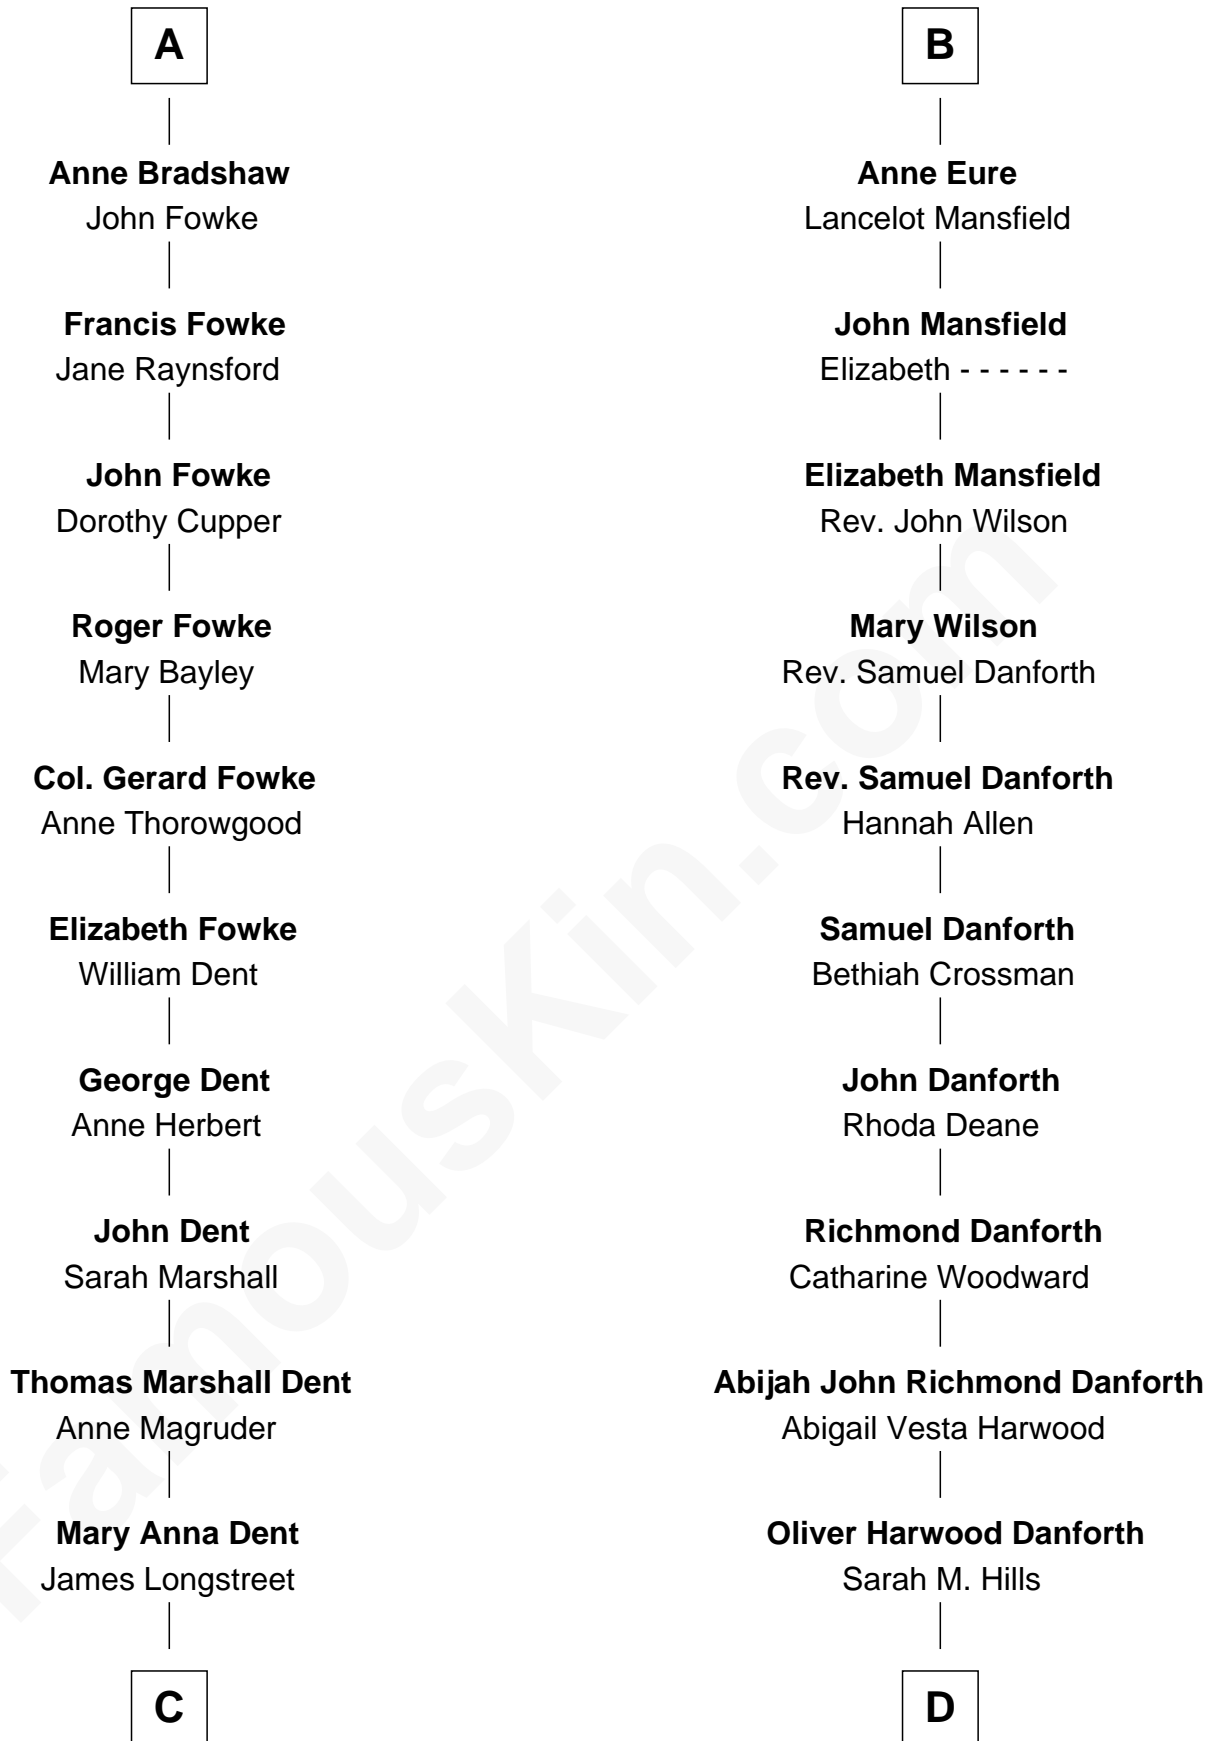 A
Anne Bradshaw
John Fowke
Francis Fowke
Jane Raynsford
John Fowke
Dorothy Cupper
Roger Fowke
Mary Bayley
Col. Gerard Fowke
Anne Thorowgood
Elizabeth Fowke
William Dent
George Dent
Anne Herbert
John Dent
Sarah Marshall
Thomas Marshall Dent
Anne Magruder
Mary Anna Dent
James Longstreet
C
B
Anne Eure
Lancelot Mansfield
John Mansfield
Elizabeth - - - - - -
Elizabeth Mansfield
Rev. John Wilson
Mary Wilson
Rev. Samuel Danforth
Rev. Samuel Danforth
Hannah Allen
Samuel Danforth
Bethiah Crossman
John Danforth
Rhoda Deane
Richmond Danforth
Catharine Woodward
Abijah John Richmond Danforth
Abigail Vesta Harwood
Oliver Harwood Danforth
Sarah M. Hills
D
FamousKin.com